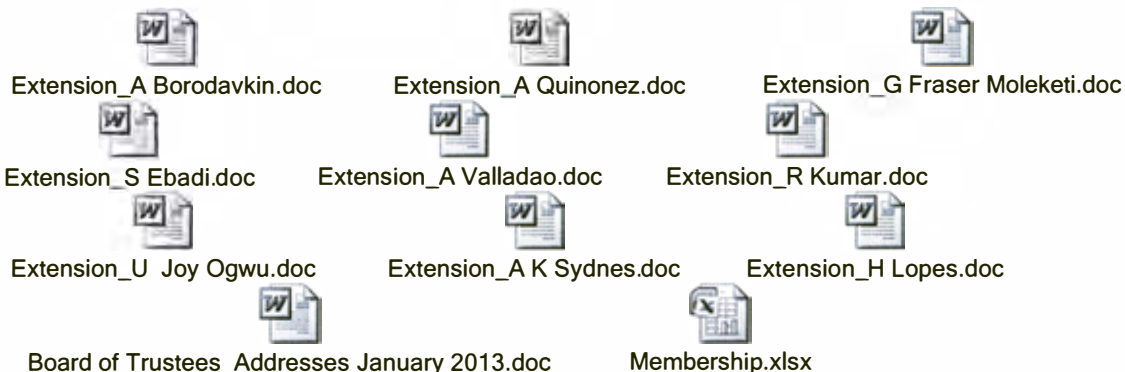 Extension_A Borodavkin.doc Extension_A Quinonez.doc Extension_G Fraser Moleketi.doc
Extension_S Ebadi.doc Extension_A Valladao.doc Extension_R Kumar.doc
Extension_U Joy Ogwu.doc Extension_A K Sydnes.doc Extension_H Lopes.doc
Board of Trustees Addresses January 2013.doc Membership.xlsx